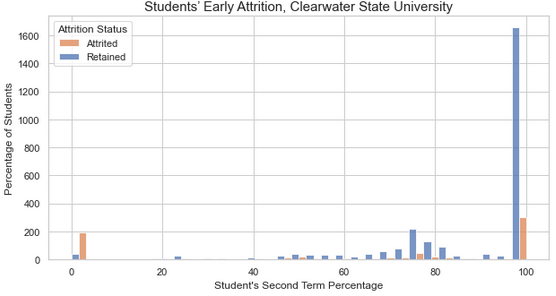 Students' Early Attrition, Clearwater State University
Attrition Status
Attrited
Retained
Percentage of Students
1600
1400
1200
1000
800
600
400
200
0
0 20 40 60 80 100
Student's Second Term Percentage